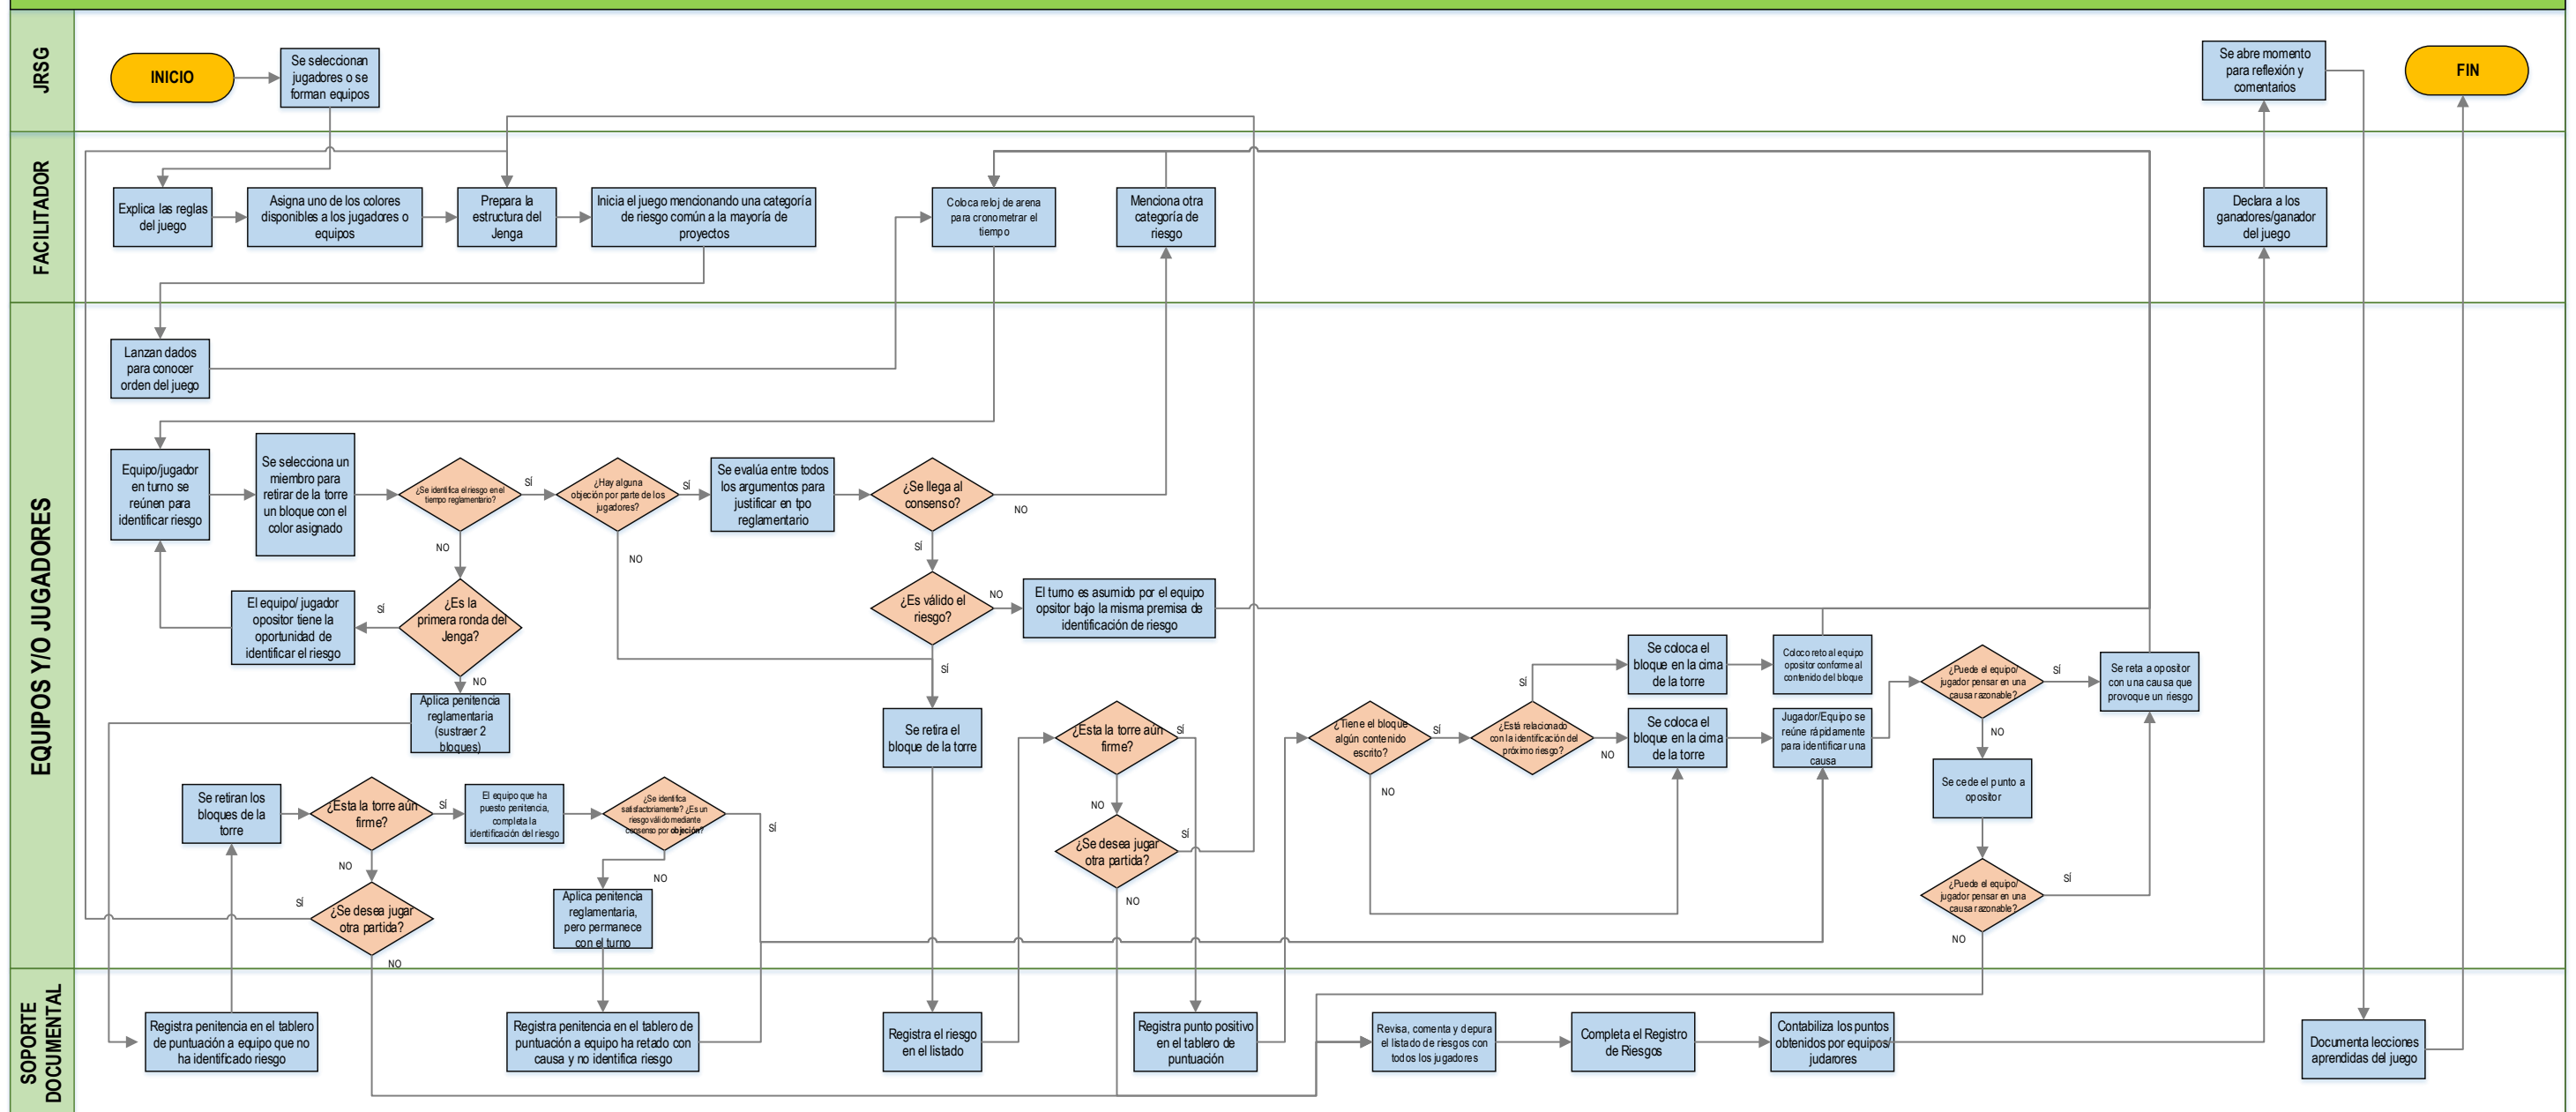 JRSG
INICIO
Se seleccionan
jugadores o se
forman equipos
Se abre momento
para reflexión y
comentarios
FIN
FACILITADOR
Explica las reglas
del juego
Asigna uno de los colores
disponibles a los jugadores o
equipos
Prepara la
estructura del
Jenga
Inicia el juego mencionando una categoría
de riesgo común a la mayoría de
proyectos
Coloca reloj de arena
para cronometrar el
tiempo
Menciona otra
categoría de
riesgo
Declara a los
ganadores/ganador
del juego
EQUIPOS Y/O JUGADORES
Lanzan dados
para conocer
orden del juego
Equipo/jugador
en turno se
reúnen para
identificar riesgo
Se selecciona un
miembro para
retirar de la torre
un bloque con el
color asignado
¿Se identifica el riesgo en el
tiempo reglamentario?
SÍ
NO
¿Hay alguna
objeción por parte de los
jugadores?
SÍ
NO
Se evalúa entre todos
los argumentos para
justificar en tpo
reglamentario
¿Se llega al
consenso?
NO
SÍ
¿Es la
primera ronda del
Jenga?
SÍ
NO
El equipo/ jugador
opositor tiene la
oportunidad de
identificar el riesgo
¿Es válido el
riesgo?
NO
SÍ
El turno es asumido por el equipo
opsitor bajo la misma premisa de
identificación de riesgo
Aplica penitencia
reglamentaria
(sustraer 2
bloques)
Se retira el
bloque de la torre
¿Esta la torre aún
firme?
SÍ
NO
¿Se desea jugar
otra partida?
SÍ
NO
¿Tiene el bloque
algún contenido
escrito?
SÍ
NO
¿Está relacionado
con la identificación del
próximo riesgo?
SÍ
NO
Se coloca el
bloque en la cima
de la torre
Coloco reto al equipo
opositor conforme al
contenido del bloque
Se coloca el
bloque en la cima
de la torre
Jugador/Equipo se
reúne rápidamente
para identificar una
causa
¿Puede el equipo/
jugador pensar en una
causa razonable?
SÍ
NO
Se reta a opositor
con una causa que
provoque un riesgo
Se cede el punto a
opositor
¿Puede el equipo/
jugador pensar en una
causa razonable?
SÍ
NO
Se retiran los
bloques de la
torre
¿Esta la torre aún
firme?
SÍ
NO
El equipo que ha
puesto penitencia,
completa la
identificación del riesgo
¿Se identifica
satisfactoriamente? ¿Es un
riesgo válido mediante
consenso por objeción?
SÍ
NO
¿Se desea jugar
otra partida?
SÍ
NO
Aplica penitencia
reglamentaria,
pero permanece
con el turno
SOPORTE
DOCUMENTAL
Registra penitencia en el tablero
de puntuación a equipo que no
ha identificado riesgo
Registra penitencia en el tablero de
puntuación a equipo ha retado con
causa y no identifica riesgo
Registra el riesgo
en el listado
Registra punto positivo
en el tablero de
puntuación
Revisa, comenta y depura
el listado de riesgos con
todos los jugadores
Completa el Registro
de Riesgos
Contabiliza los puntos
obtenidos por equipos/
judarores
Documenta lecciones
aprendidas del juego